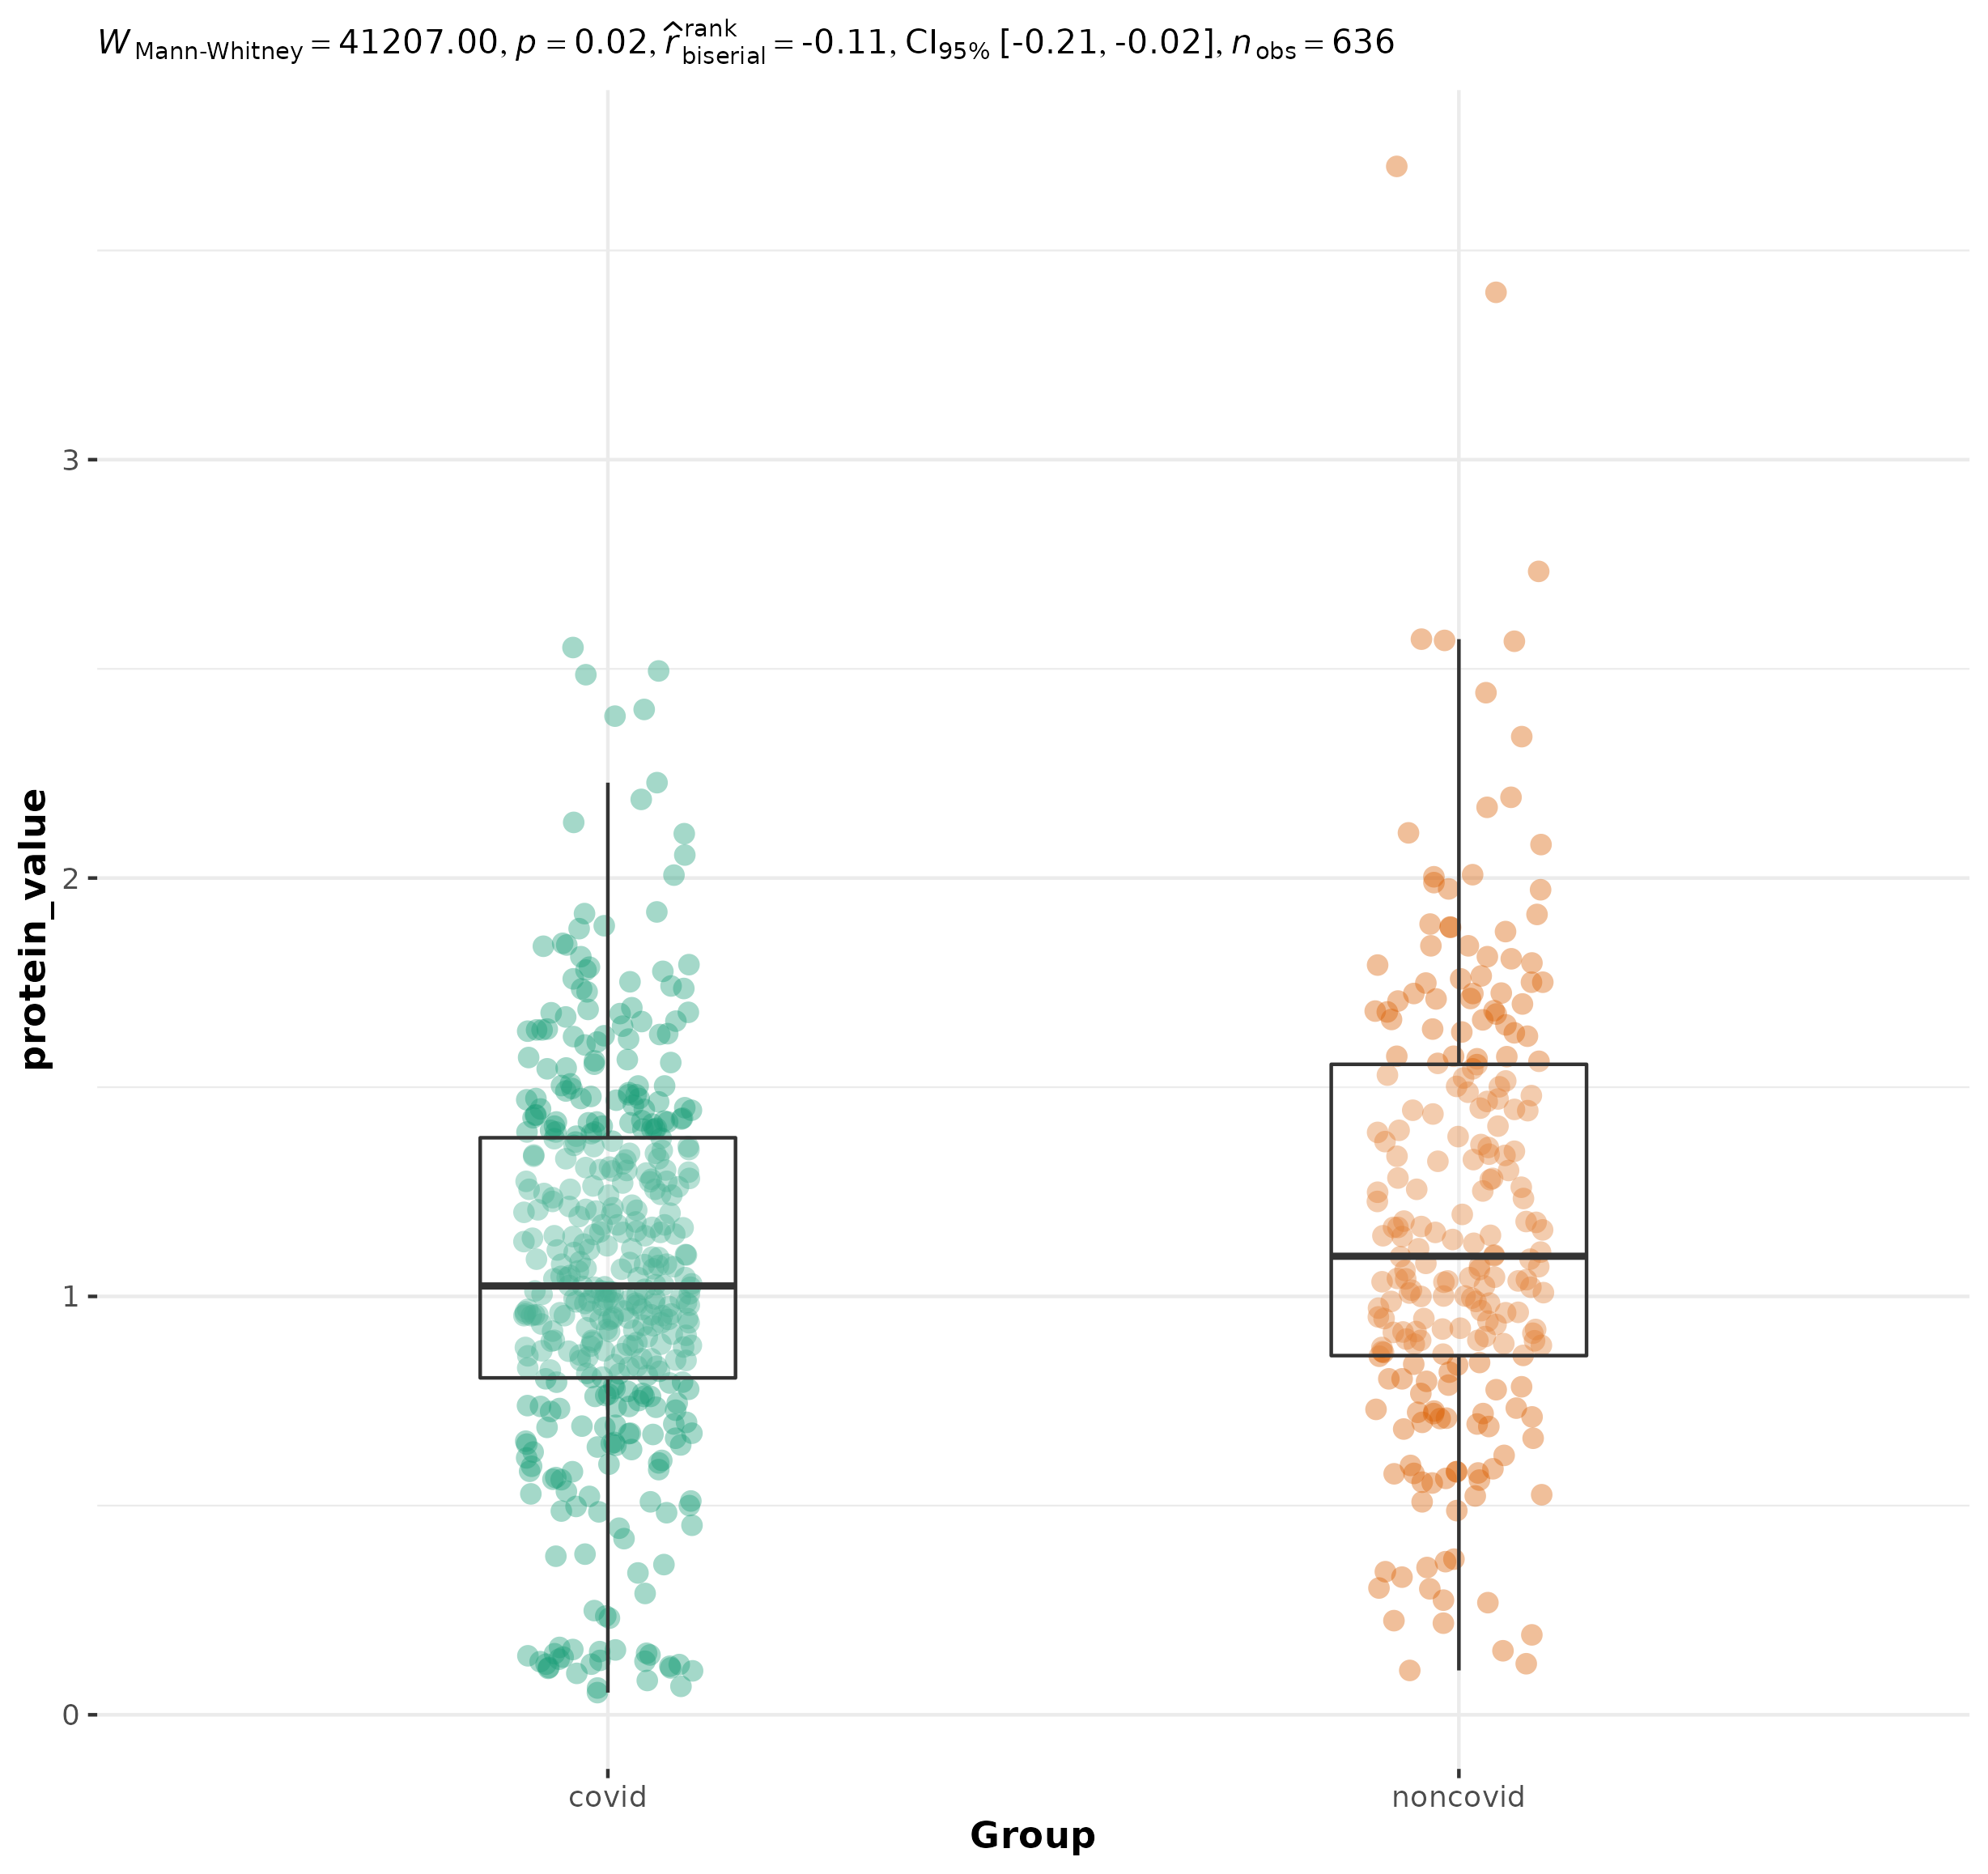 W Mann-Whitney = 41207.00, p = 0.02, r̂ rank biserial = -0.11, CI95% [-0.21, -0.02], n obs = 636
protein_value
3
2
1
0
covid noncovid
Group